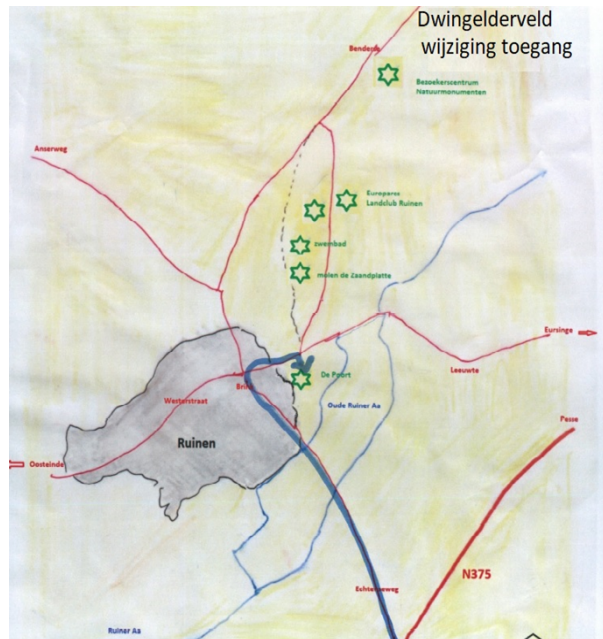 Dwingelderveld
wijziging toegang
Benderse
Bezoekerscentrum
Natuurmonumenten
Anserweg
Europarcs
Landclub Ruinen
zwembad
molen de Zaandplatte
Eursinge
De Poort
Leeuwte
Brink
Westerstraat
Oude Ruiner Aa
Pesse
Ruinen
Oosteinde
N375
Echtenseweg
Ruiner Aa